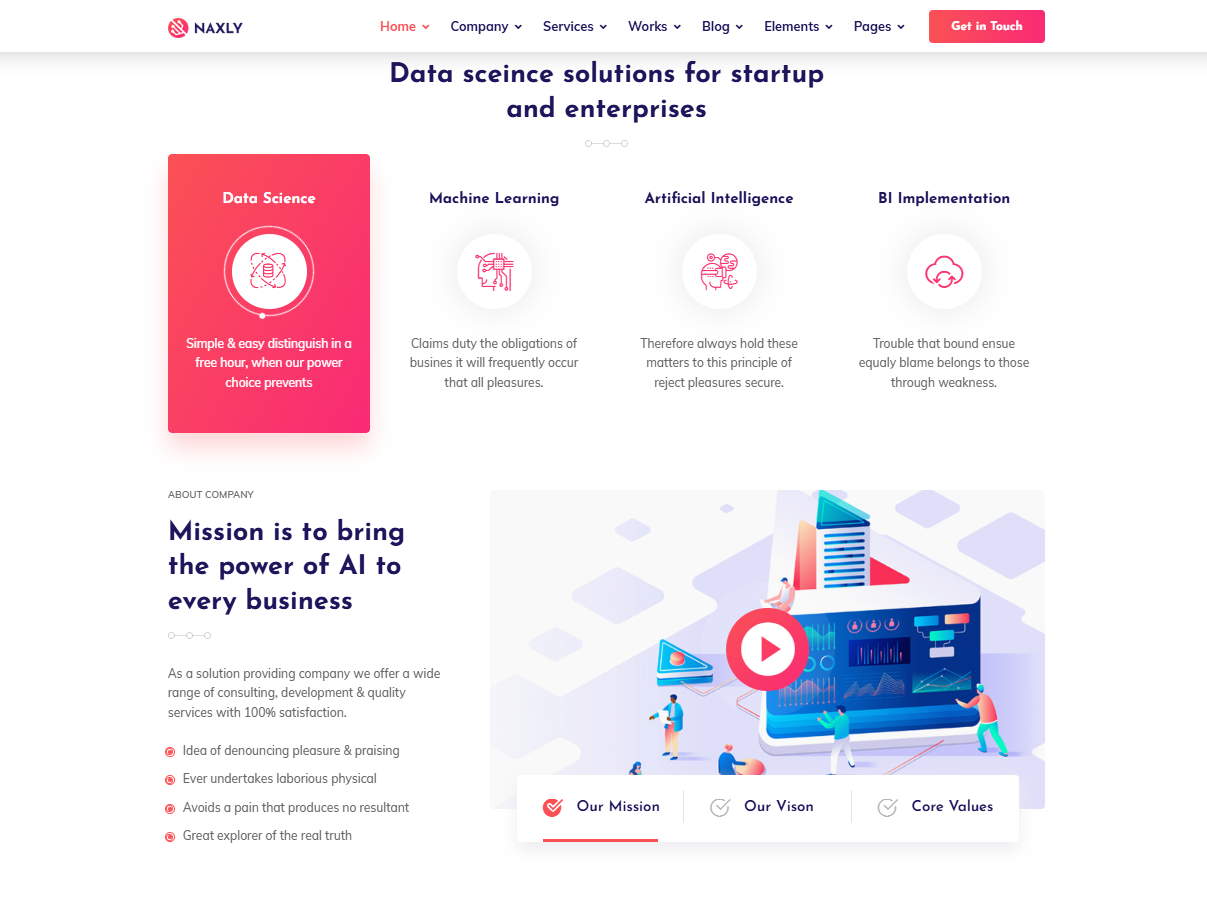 NAXLY
Home
Company
Services
Works
Blog
Elements
Pages
Get in Touch
Data sceince solutions for startup
and enterprises
Data Science
Simple & easy distinguish in a
free hour, when our power
choice prevents
Machine Learning
Claims duty the obligations of
busines it will frequently occur
that all pleasures.
Artificial Intelligence
Therefore always hold these
matters to this principle of
reject pleasures secure.
BI Implementation
Trouble that bound ensue
equaly blame belongs to those
through weakness.
ABOUT COMPANY
Mission is to bring
the power of AI to
every business
As a solution providing company we offer a wide
range of consulting, development & quality
services with 100% satisfaction.
Idea of denouncing pleasure & praising
Ever undertakes laborious physical
Avoids a pain that produces no resultant
Great explorer of the real truth
Our Mission
Our Vison
Core Values